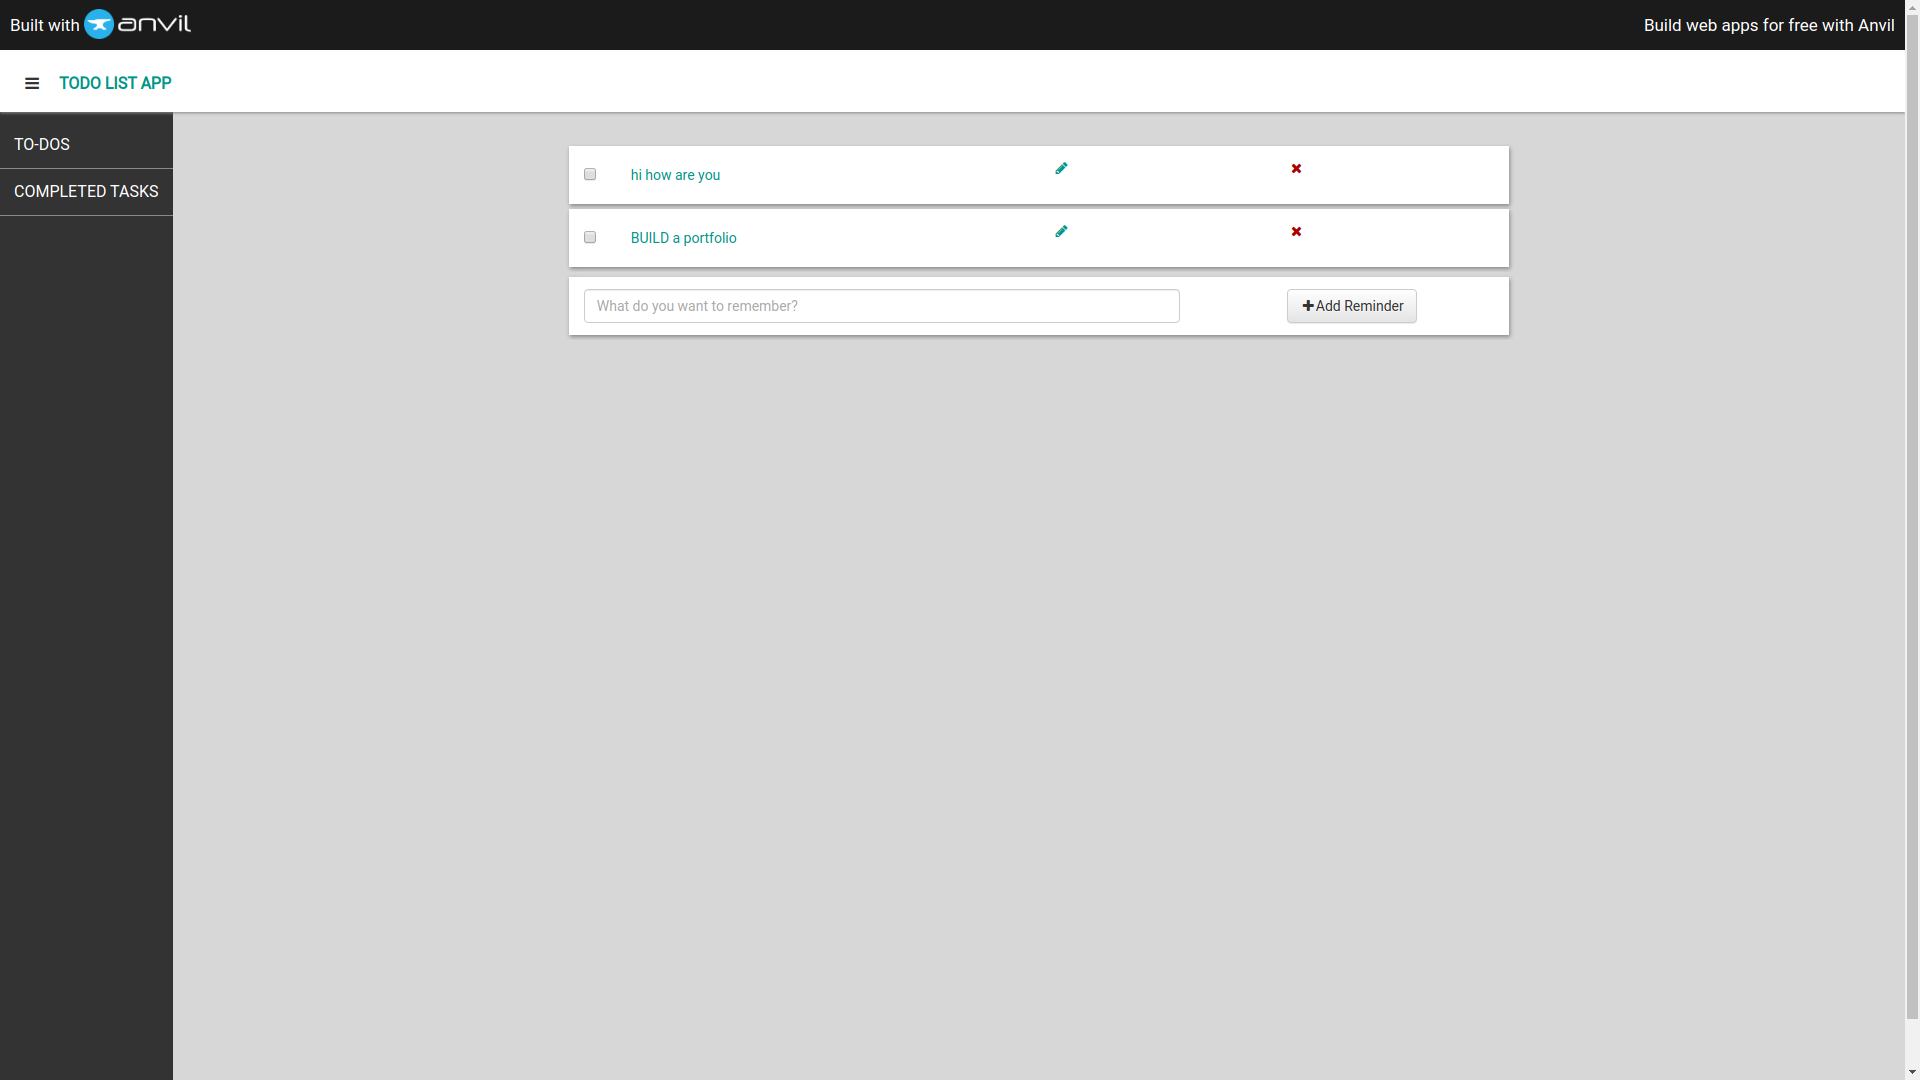 Built with anvil
Build web apps for free with Anvil
TODO LIST APP
TO-DOS
COMPLETED TASKS
hi how are you
BUILD a portfolio
What do you want to remember?
Add Reminder